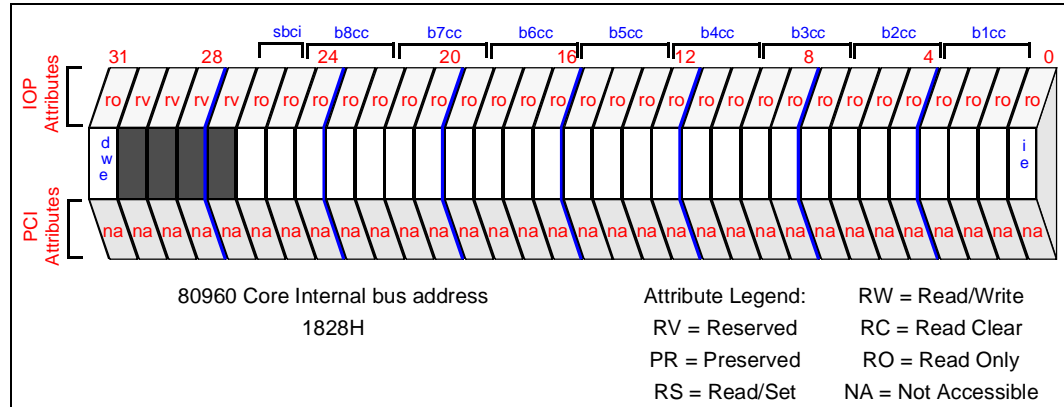 sbci b8cc b7cc b6cc b5cc b4cc b3cc b2cc b1cc
31 28 24 20 16 12 8 4 0
IOP
Attributes
ro rv rv rv rv ro ro ro ro ro ro ro ro ro ro ro ro ro ro ro ro ro ro ro ro ro ro ro ro ro ro ro
dwe
ie
PCI
Attributes
na na na na na na na na na na na na na na na na na na na na na na na na na na na na na na na na
80960 Core Internal bus address
1828H
Attribute Legend:
RV = Reserved
PR = Preserved
RS = Read/Set
RW = Read/Write
RC = Read Clear
RO = Read Only
NA = Not Accessible